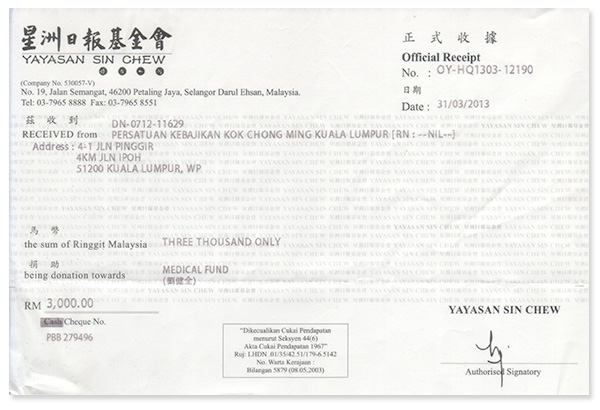 星洲日報基金會
YAYASAN SIN CHEW
(Company No. 530057-V)
No. 19, Jalan Semangat, 46200 Petaling Jaya, Selangor Darul Ehsan, Malaysia.
Tel: 03-7965 8888 Fax: 03-7965 8551
正式收據
Official Receipt
No. : OY-HQ1303-12190
日期
Date : 31/03/2013
茲收到 DN-0712-11629
RECEIVED from PERSATUAN KEBAJIKAN KOK CHONG MING KUALA LUMPUR [RN : --NIL--]
Address : 4-1 JLN PINGGIR
4KM JLN IPOH
51200 KUALA LUMPUR, WP
馬幣
the sum of Ringgit Malaysia THREE THOUSAND ONLY
捐助
being donation towards MEDICAL FUND
(劉健全)
RM 3,000.00
Cash Cheque No.
PBB 279496
"Dikecualikan Cukai Pendapatan
menurut Seksyen 44(6)
Akta Cukai Pendapatan 1967"
Ruj: LHDN .01/35/42.51/179-6.5142
No. Warta Kerajaan :
Bilangan 5879 (08.05.2003)
YAYASAN SIN CHEW
Authorised Signatory